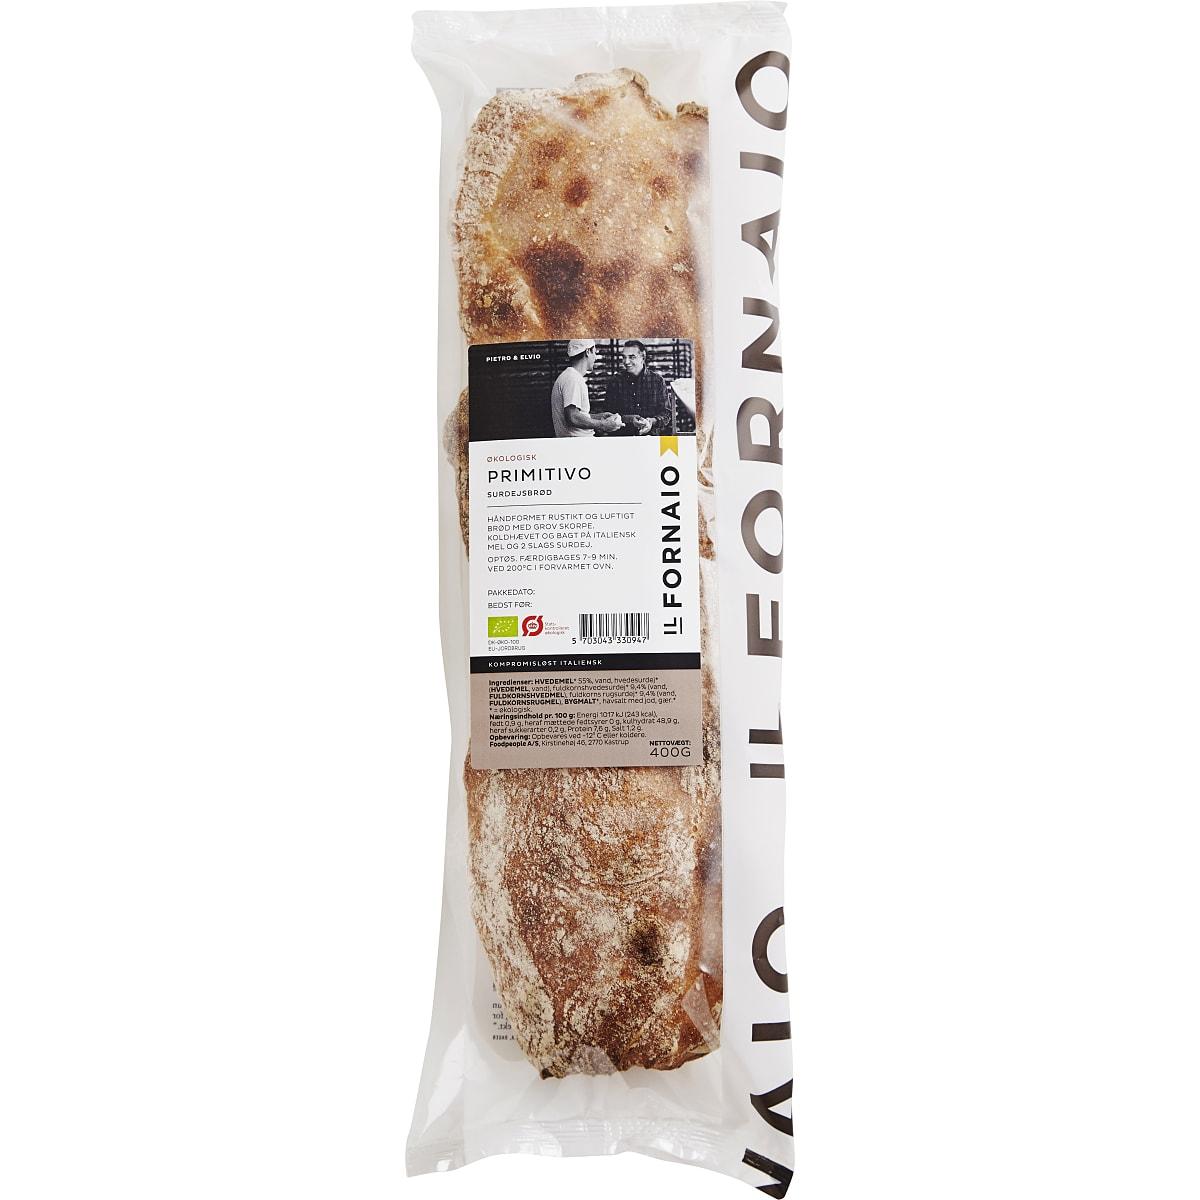 PIETRO & ELVIO
ØKOLOGISK
PRIMITIVO
SURDEJSBRØD
HÅNDFORMET RUSTIKT OG LUFTIGT
BRØD MED GROV SKORPE.
KOLDHÆVET OG BAGT PÅ ITALIENSK
MEL OG 2 SLAGS SURDEJ.
OPTØS. FÆRDIGBAGES 7-9 MIN.
VED 200°C I FORVARMET OVN.
PAKKEDATO:
BEDST FØR:
IL FORNAIO
Ø
Stats-
kontrolleret
økologisk
DK-ØKO-100
EU-JORDBRUG
5 703043 330947
KOMPROMISLØST ITALIENSK
Ingredienser: HVEDEMEL* 55%, vand, hvedesurdej*
(HVEDEMEL, vand), fuldkornshvedesurdej* 9,4% (vand,
FULDKORNSHVEDMEL), fuldkorns rugsurdej* 9,4% (vand,
FULDKORNSRUGMEL), BYGMALT*, havsalt med jod, gær.*
* = økologisk.
Næringsindhold pr. 100 g: Energi 1017 kJ (243 kcal),
fedt 0,9 g, heraf mættede fedtsyrer 0 g, kulhydrat 48,9 g,
heraf sukkerarter 0,2 g, Protein 7,6 g, Salt 1,2 g.
Opbevaring: Opbevares ved -12° C eller koldere.
Foodpeople A/S, Kirstinehøj 46, 2770 Kastrup
NETTOVÆGT:
400G
IL FORNAIO
NAIO